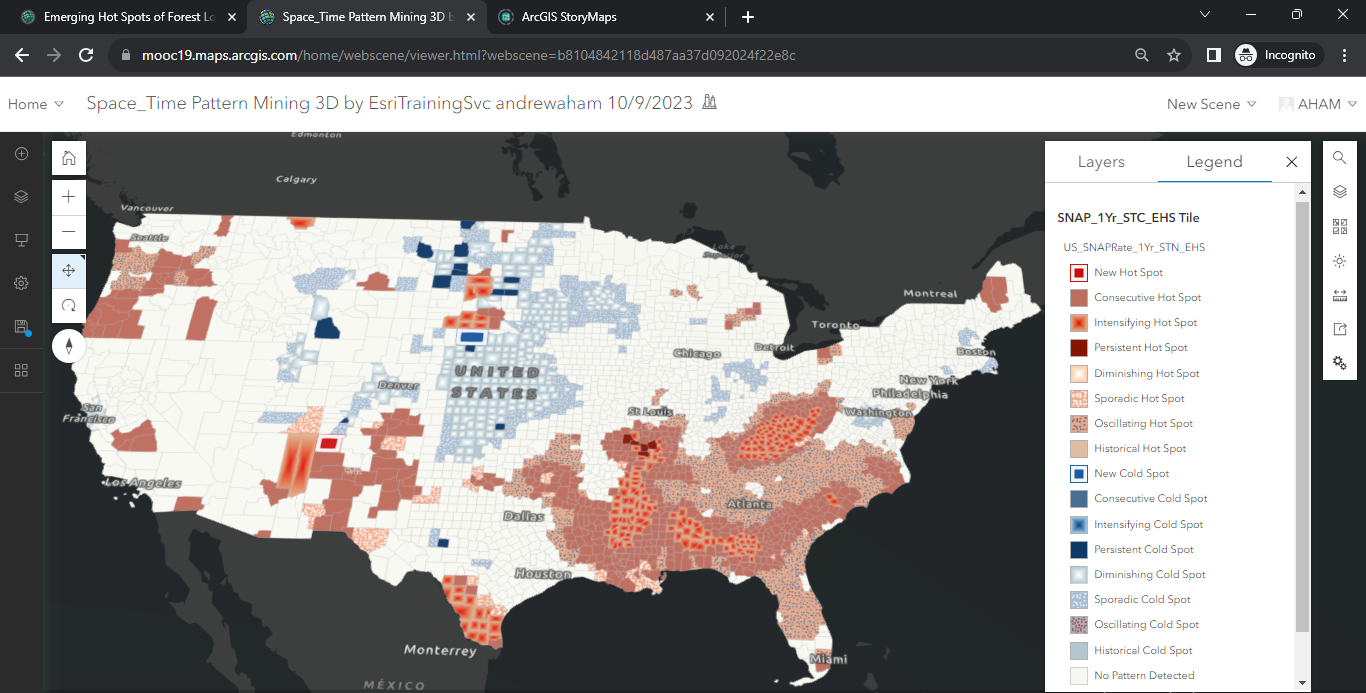 Emerging Hot Spots of Forest Lo
Space_Time Pattern Mining 3D b
ArcGIS StoryMaps
mooc19.maps.arcgis.com/home/webscene/viewer.html?webscene=b8104842118d487aa37d092024f22e8c
Incognito
Home
Space_Time Pattern Mining 3D by EsriTrainingSvc andrewaham 10/9/2023
New Scene
AHAM
Layers
Legend
SNAP_1Yr_STC_EHS Tile
US_SNAPRate_1Yr_STN_EHS
New Hot Spot
Consecutive Hot Spot
Intensifying Hot Spot
Persistent Hot Spot
Diminishing Hot Spot
Sporadic Hot Spot
Oscillating Hot Spot
Historical Hot Spot
New Cold Spot
Consecutive Cold Spot
Intensifying Cold Spot
Persistent Cold Spot
Diminishing Cold Spot
Sporadic Cold Spot
Oscillating Cold Spot
Historical Cold Spot
No Pattern Detected
Edmonton
Calgary
Vancouver
Seattle
Lake
Superior
Montreal
Toronto
Detroit
Boston
Chicago
New York
Philadelphia
Washington
UNITED
STATES
Denver
San
Francisco
St Louis
Los Angeles
Atlanta
Dallas
Houston
Monterrey
Miami
MÉXICO